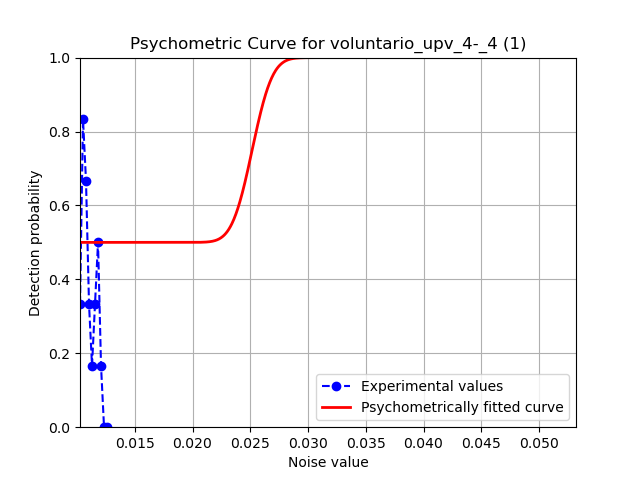 Psychometric Curve for voluntario_upv_4-_4 (1)
1.0
0.8
0.6
0.4
0.2
0.0
Detection probability
0.015 0.020 0.025 0.030 0.035 0.040 0.045 0.050
Noise value
Experimental values
Psychometrically fitted curve